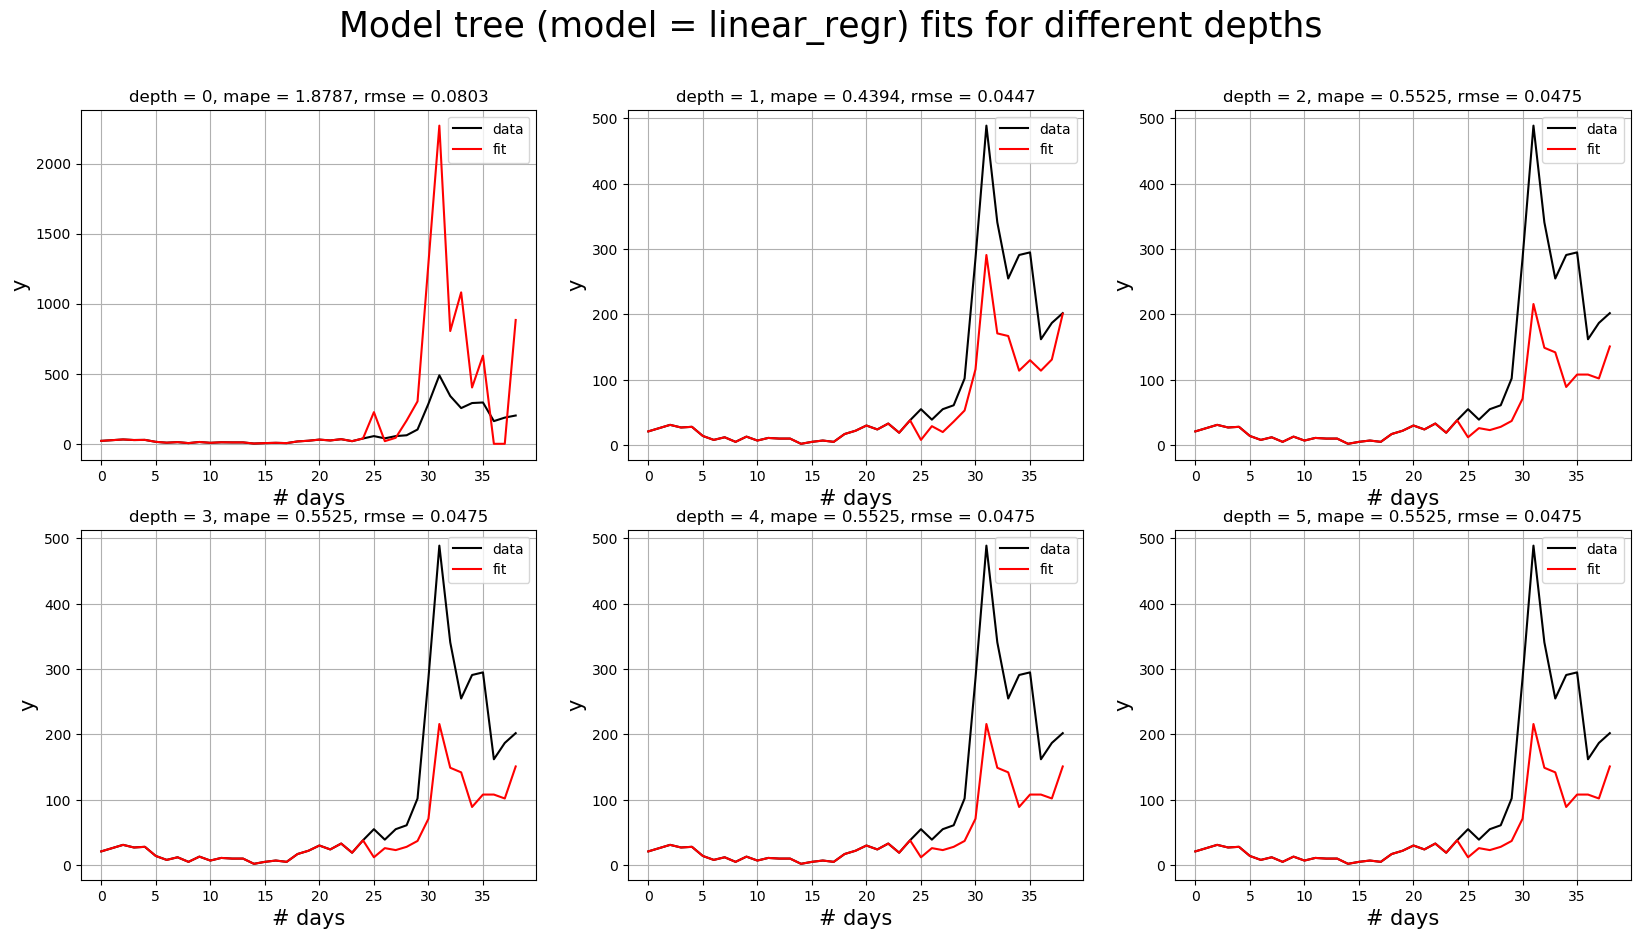 Model tree (model = linear_regr) fits for different depths
depth = 0, mape = 1.8787, rmse = 0.0803
2000
1500
1000
500
0
y
data
fit
0 5 10 15 20 25 30 35
# days
depth = 1, mape = 0.4394, rmse = 0.0447
500
400
300
200
100
0
y
data
fit
0 5 10 15 20 25 30 35
# days
depth = 2, mape = 0.5525, rmse = 0.0475
500
400
300
200
100
0
y
data
fit
0 5 10 15 20 25 30 35
# days
depth = 3, mape = 0.5525, rmse = 0.0475
500
400
300
200
100
0
y
data
fit
0 5 10 15 20 25 30 35
# days
depth = 4, mape = 0.5525, rmse = 0.0475
500
400
300
200
100
0
y
data
fit
0 5 10 15 20 25 30 35
# days
depth = 5, mape = 0.5525, rmse = 0.0475
500
400
300
200
100
0
y
data
fit
0 5 10 15 20 25 30 35
# days